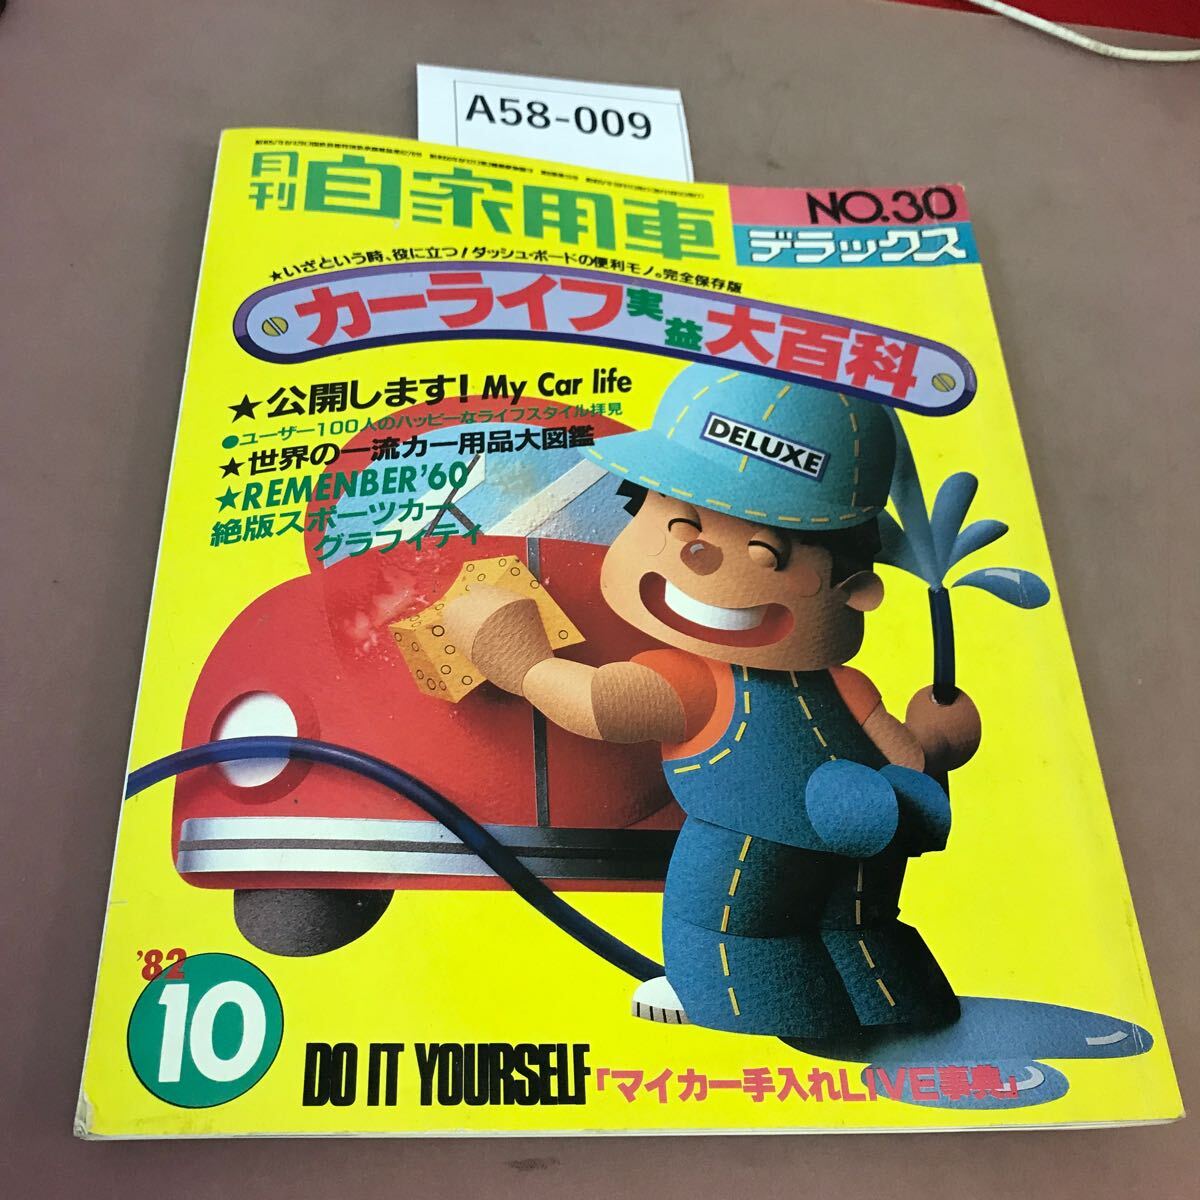 A58-009
月刊 自家用車
NO.30
デラックス
★いざという時、役に立つ!ダッシュ・ボードの便利モノ。完全保存版
カーライフ実益大百科
★公開します! My Car life
●ユーザー100人のハッピーなライフスタイル拝見
★世界の一流カー用品大図鑑
★REMENBER'60
絶版スポーツカー
グラフィティ
DELUXE
'82
10
DO IT YOURSELF「マイカー手入れLIVE事典」